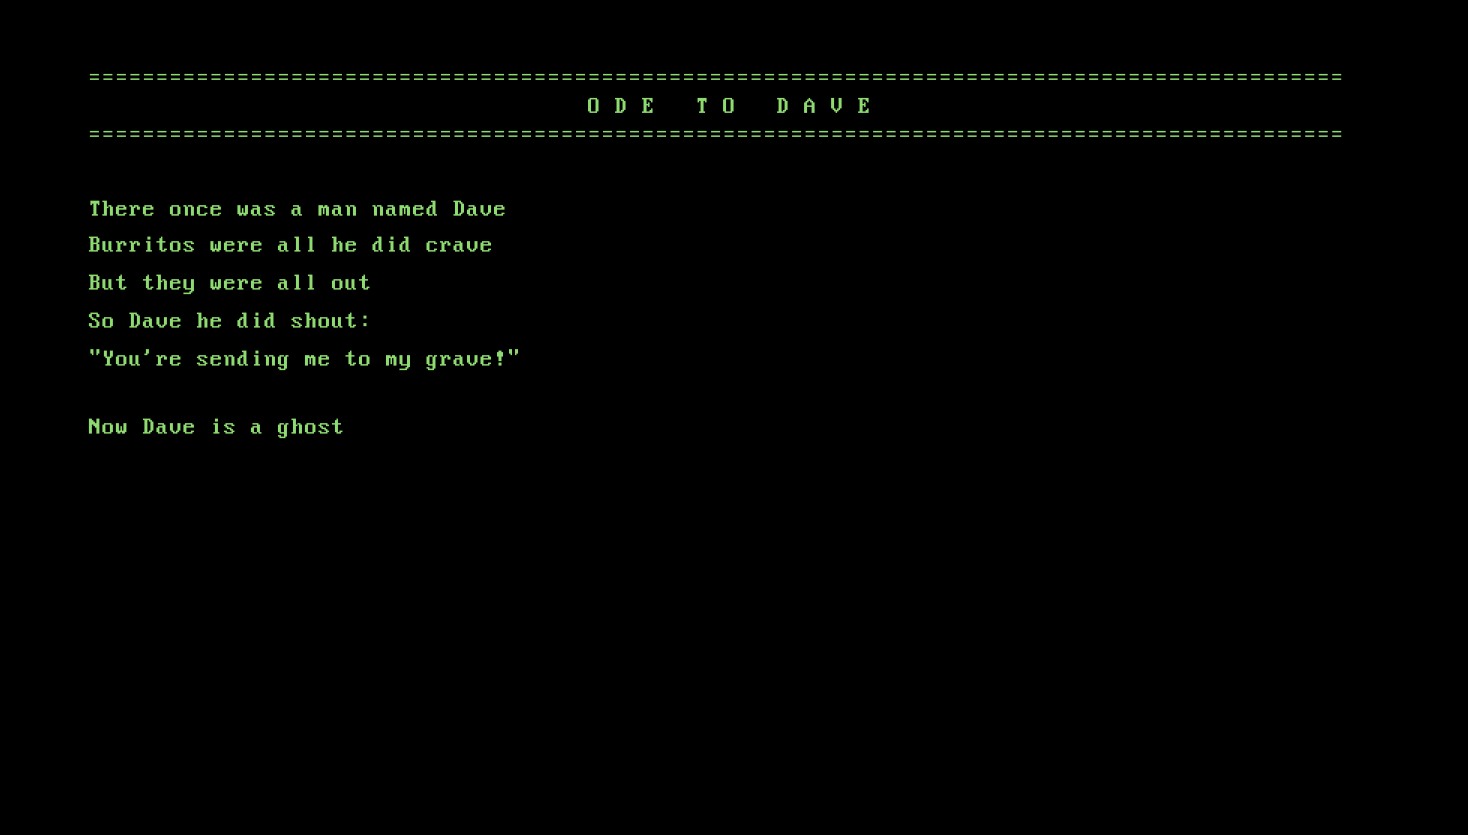 =============================================================================================
O D E   T O   D A V E
=============================================================================================
There once was a man named Dave
Burritos were all he did crave
But they were all out
So Dave he did shout:
"You're sending me to my grave!"
Now Dave is a ghost